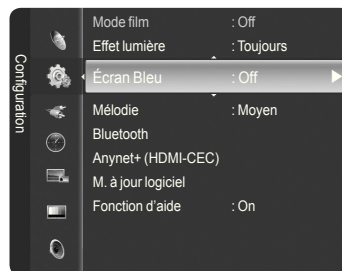 Configuration
Mode film : Off
Effet lumière : Toujours
Écran Bleu : Off
Mélodie : Moyen
Bluetooth
Anynet+ (HDMI-CEC)
M. à jour logiciel
Fonction d'aide : On